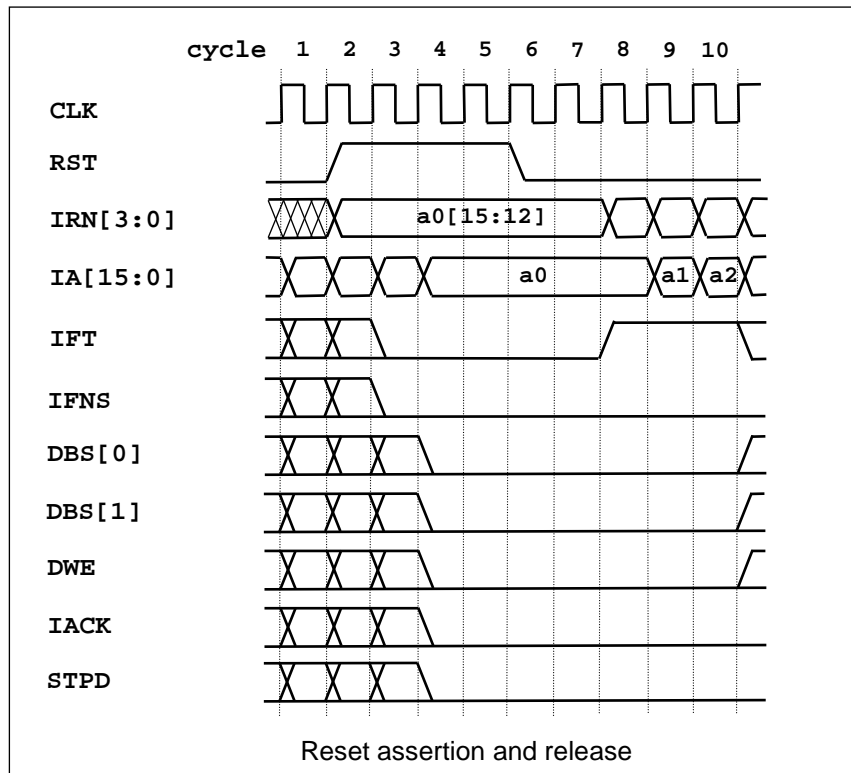 cycle 1 2 3 4 5 6 7 8 9 10
CLK
RST
IRN[3:0] a0[15:12]
IA[15:0] a0 a1 a2
IFT
IFNS
DBS[0]
DBS[1]
DWE
IACK
STPD
Reset assertion and release